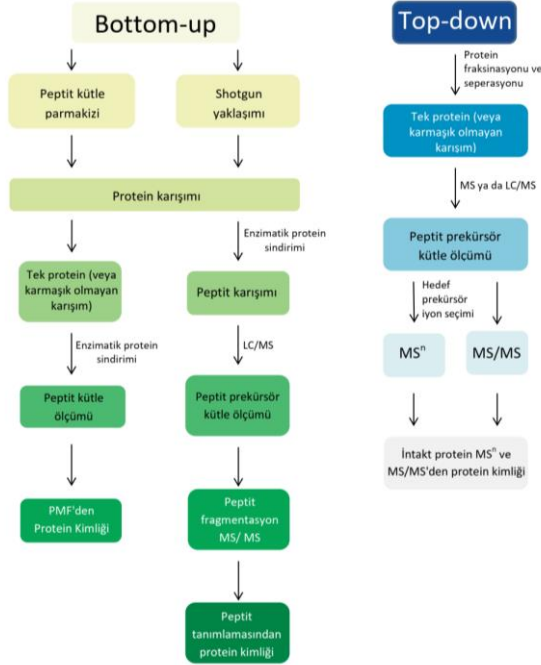 Bottom-up
Peptit kütle
parmakizi
Shotgun
yaklaşımı
Protein karışımı
Enzimatik protein
sindirimi
Tek protein (veya
karmaşık olmayan
karışım)
Peptit karışımı
Enzimatik protein
sindirimi
LC/MS
Peptit kütle
ölçümü
Peptit prekürsör
kütle ölçümü
PMF'den
Protein Kimliği
Peptit
fragmentasyon
MS/ MS
Peptit
tanımlamasından
protein kimliği
Top-down
Protein
fraksinasyonu ve
seperasyonu
Tek protein (veya
karmaşık olmayan
karışım)
MS ya da LC/MS
Peptit prekürsör
kütle ölçümü
Hedef
prekürsör
iyon seçimi
MSⁿ
MS/MS
İntakt protein MSⁿ ve
MS/MS'den protein kimliği